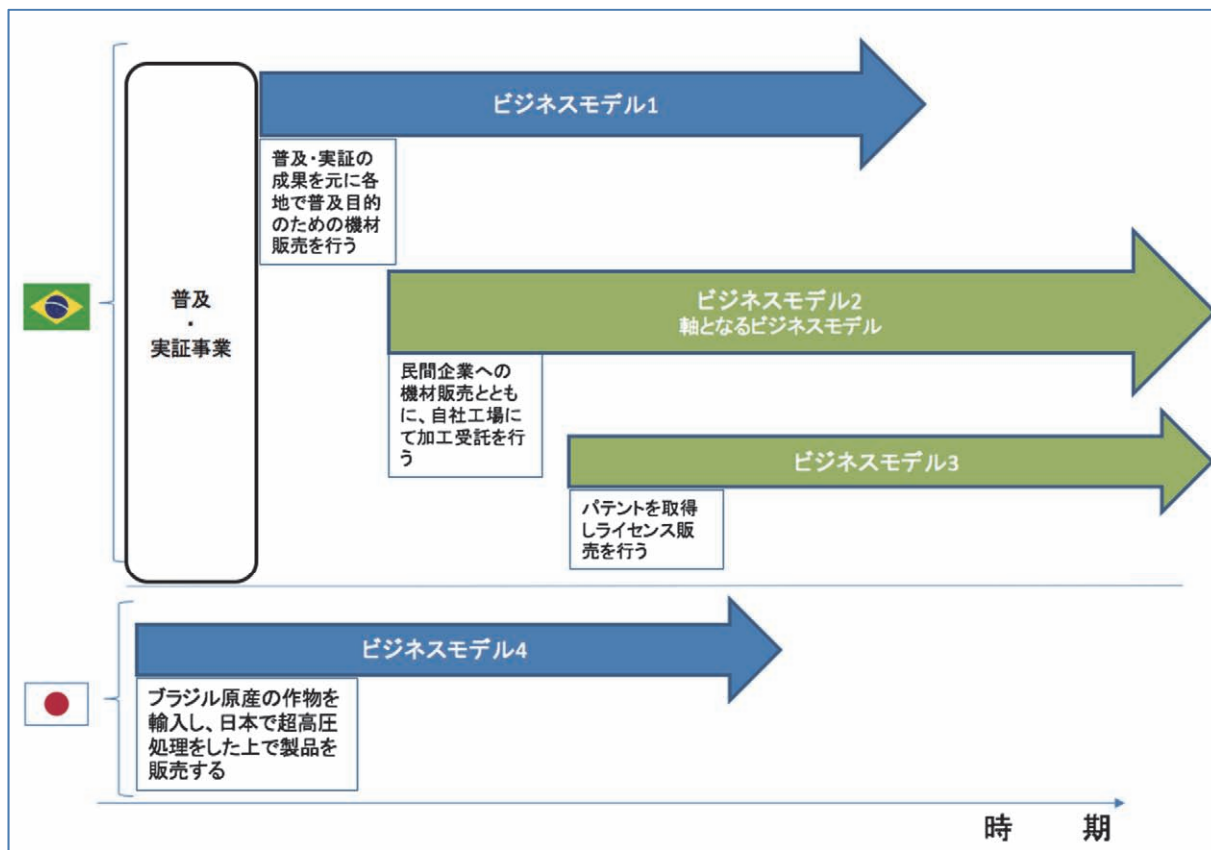 ビジネスモデル1
普及・実証の
成果を元に各
地で普及目的
のための機材
販売を行う
普及
・
実証事業
ビジネスモデル2
軸となるビジネスモデル
民間企業への
機材販売ととも
に、自社工場に
て加工受託を行
う
ビジネスモデル3
パテントを取得
しライセンス販
売を行う
ビジネスモデル4
ブラジル原産の作物を
輸入し、日本で超高圧
処理をした上で製品を
販売する
時　期